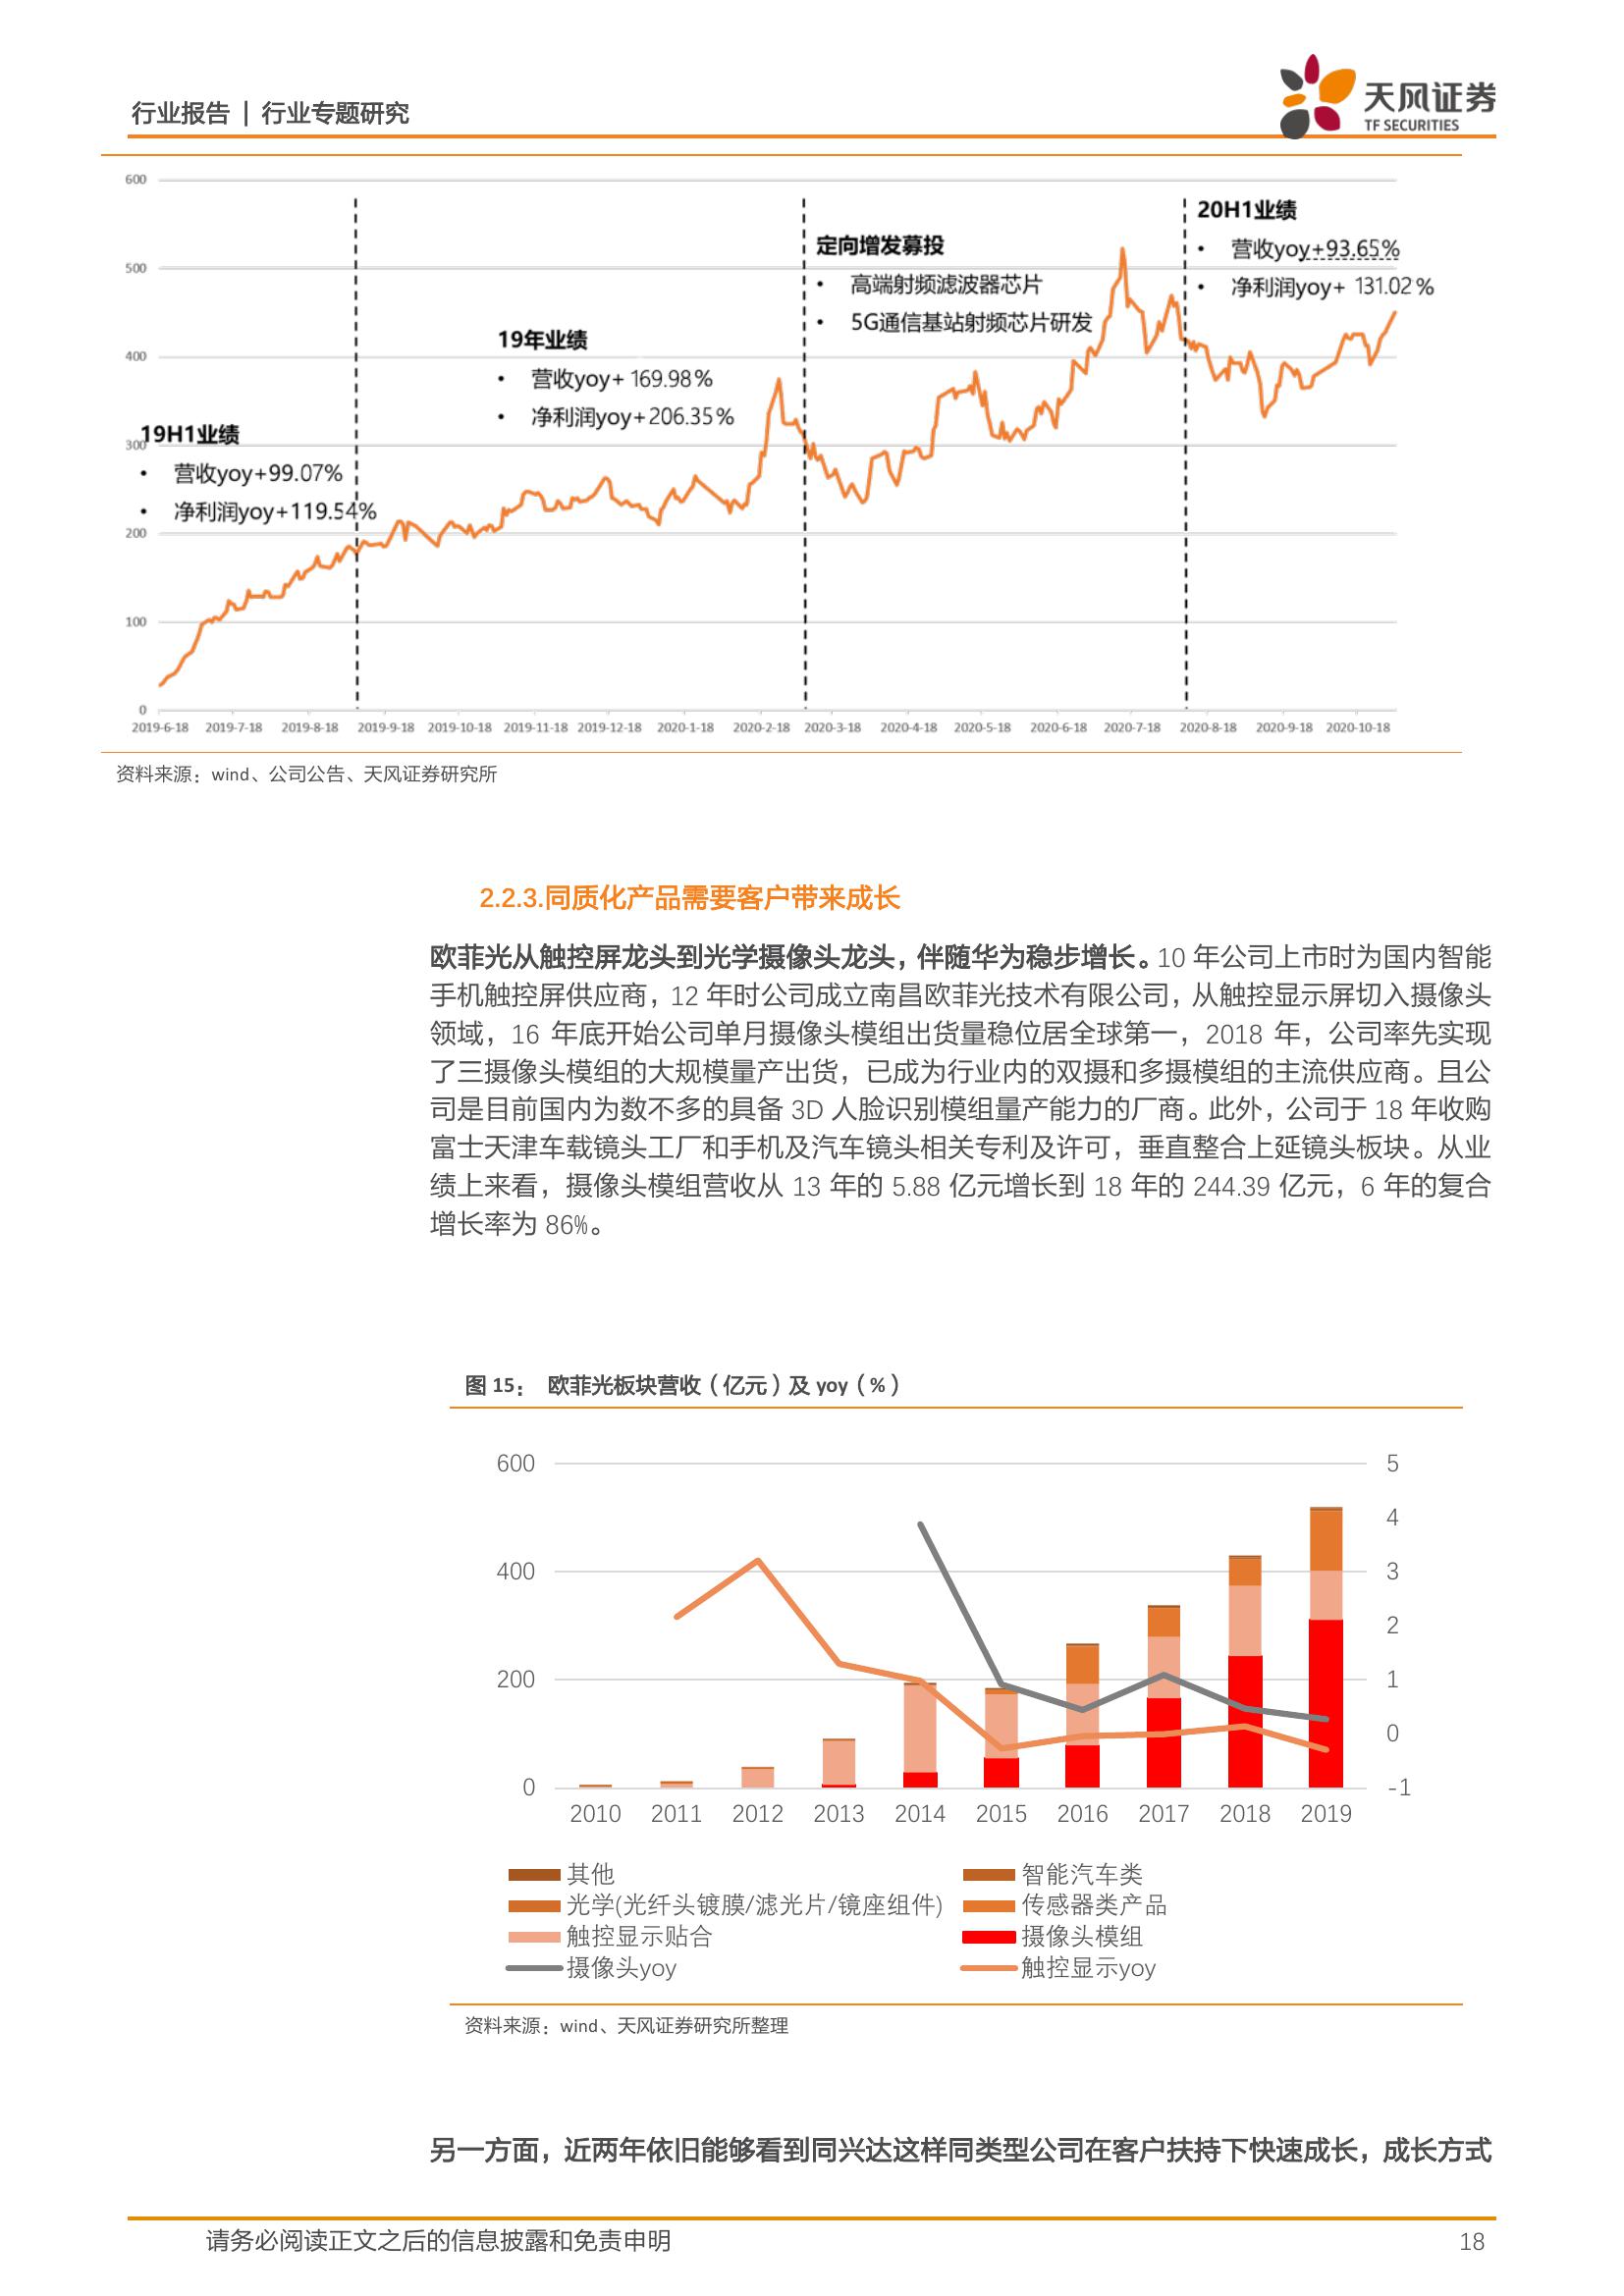 行业报告 | 行业专题研究
天风证券
TF SECURITIES
600
500
400
300
200
100
0
19H1业绩
• 营收yoy+99.07%
• 净利润yoy+119.54%
19年业绩
• 营收yoy+ 169.98%
• 净利润yoy+206.35%
定向增发募投
• 高端射频滤波器芯片
• 5G通信基站射频芯片研发
20H1业绩
• 营收yoy+93.65%
• 净利润yoy+ 131.02%
2019-6-18 2019-7-18 2019-8-18 2019-9-18 2019-10-18 2019-11-18 2019-12-18 2020-1-18 2020-2-18 2020-3-18 2020-4-18 2020-5-18 2020-6-18 2020-7-18 2020-8-18 2020-9-18 2020-10-18
资料来源：wind、公司公告、天风证券研究所
2.2.3.同质化产品需要客户带来成长
欧菲光从触控屏龙头到光学摄像头龙头，伴随华为稳步增长。10 年公司上市时为国内智能
手机触控屏供应商，12 年时公司成立南昌欧菲光技术有限公司，从触控显示屏切入摄像头
领域，16 年底开始公司单月摄像头模组出货量稳位居全球第一，2018 年，公司率先实现
了三摄像头模组的大规模量产出货，已成为行业内的双摄和多摄模组的主流供应商。且公
司是目前国内为数不多的具备 3D 人脸识别模组量产能力的厂商。此外，公司于 18 年收购
富士天津车载镜头工厂和手机及汽车镜头相关专利及许可，垂直整合上延镜头板块。从业
绩上来看，摄像头模组营收从 13 年的 5.88 亿元增长到 18 年的 244.39 亿元，6 年的复合
增长率为 86%。
图 15： 欧菲光板块营收（亿元）及 yoy（%）
600
400
200
0
5
4
3
2
1
0
-1
2010 2011 2012 2013 2014 2015 2016 2017 2018 2019
其他 智能汽车类
光学(光纤头镀膜/滤光片/镜座组件) 传感器类产品
触控显示贴合 摄像头模组
摄像头yoy 触控显示yoy
资料来源：wind、天风证券研究所整理
另一方面，近两年依旧能够看到同兴达这样同类型公司在客户扶持下快速成长，成长方式
请务必阅读正文之后的信息披露和免责申明 18